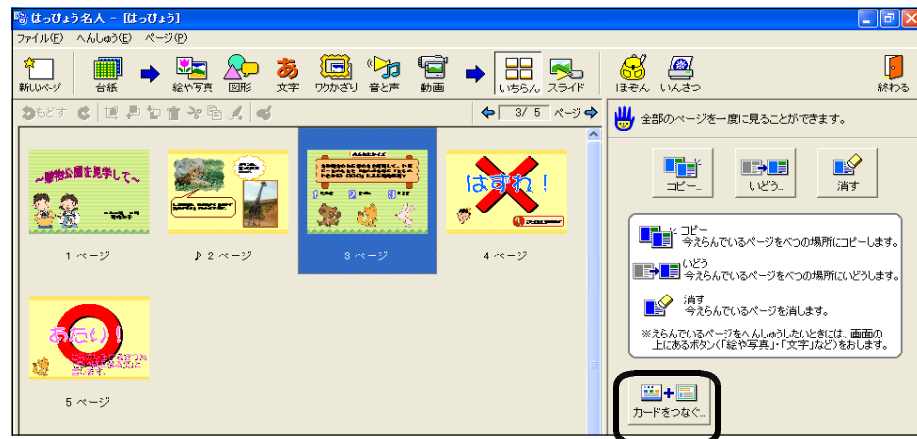 はっぴょう名人 - [はっぴょう]
ファイル(F) へんしゅう(E) ページ(P)
新しいページ 台紙 絵や写真 図形 文字 ワクかざり 音と声 動画 いちらん スライド ほぞん いんさつ 終わる
もどす 3/ 5 ページ
全部のページを一度に見ることができます。
～動物公園を見学して～
はずれ!
コピー... いどう... 消す
1 ページ ♪ 2 ページ 3 ページ 4 ページ
コピー
今えらんでいるページをべつの場所にコピーします。
いどう
今えらんでいるページをべつの場所にいどうします。
消す
今えらんでいるページを消します。
※えらんでいるページをへんしゅうしたいときには、画面の
上にあるボタン(「絵や写真」・「文字」など)をおします。
あたり!
5 ページ
カードをつなぐ...